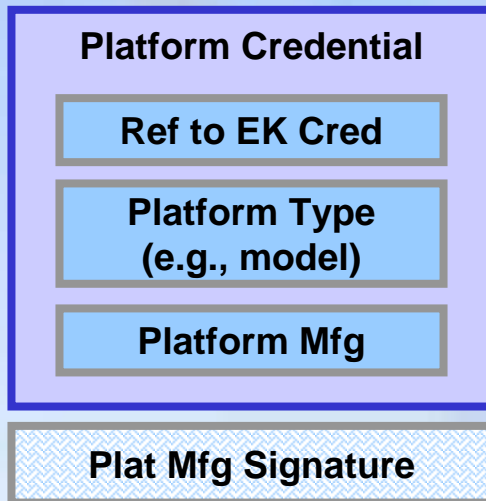 Platform Credential
Ref to EK Cred
Platform Type
(e.g., model)
Platform Mfg
Plat Mfg Signature